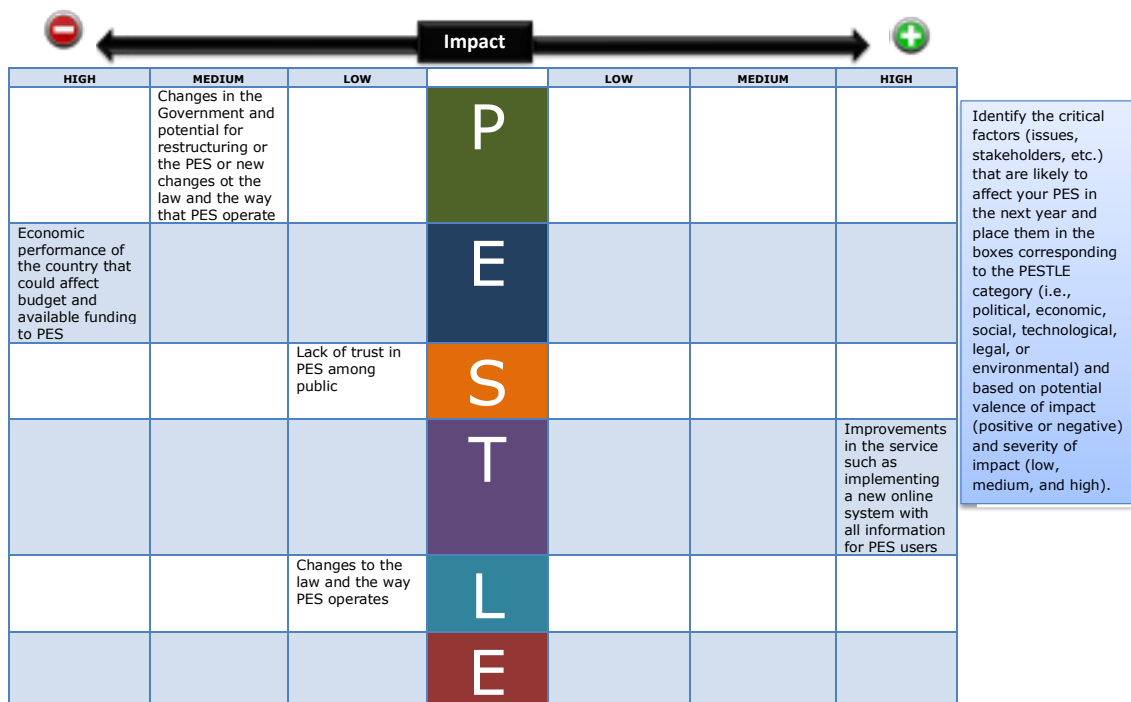 Impact
HIGH MEDIUM LOW LOW MEDIUM HIGH
Changes in the
Government and
potential for
restructuring or
the PES or new
changes ot the
law and the way
that PES operate
P
Economic
performance of
the country that
could affect
budget and
available funding
to PES
E
Lack of trust in
PES among
public
S
T
Improvements
in the service
such as
implementing
a new online
system with
all information
for PES users
Changes to the
law and the way
PES operates
L
E
Identify the critical
factors (issues,
stakeholders, etc.)
that are likely to
affect your PES in
the next year and
place them in the
boxes corresponding
to the PESTLE
category (i.e.,
political, economic,
social, technological,
legal, or
environmental) and
based on potential
valence of impact
(positive or negative)
and severity of
impact (low,
medium, and high).